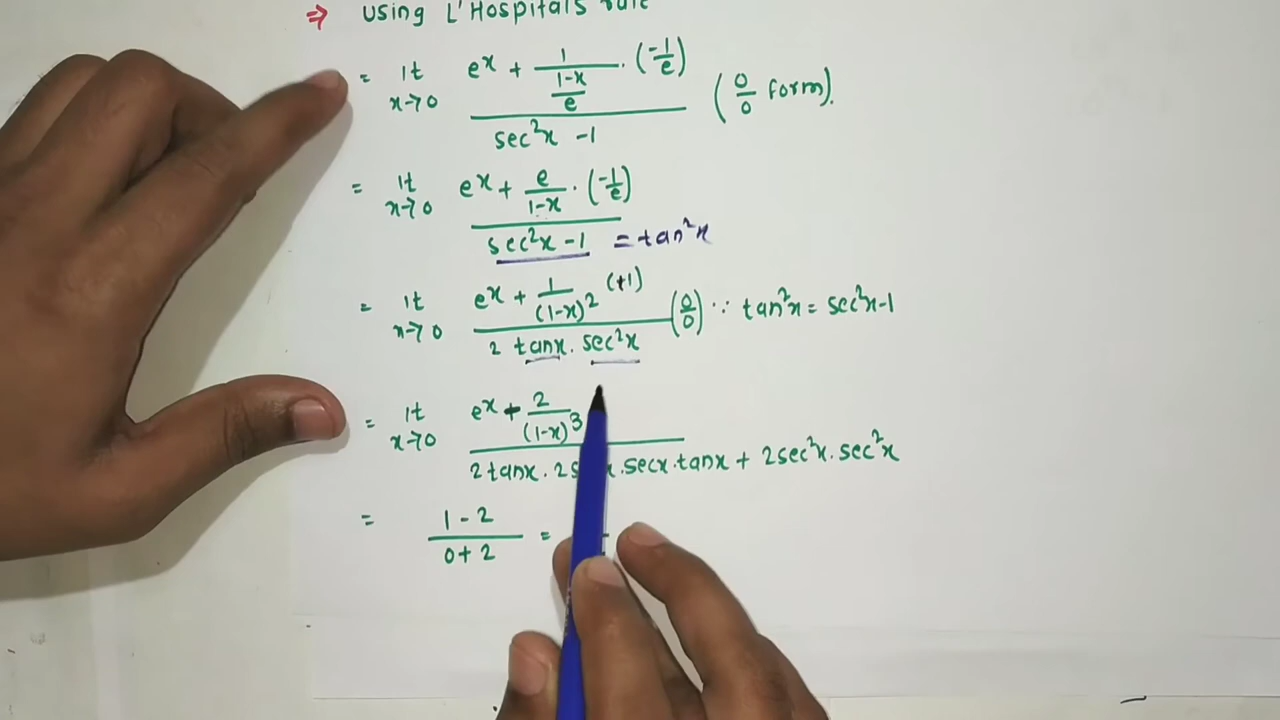 ⇒ Using L'Hospitals rule
= lt x→0 e^x + 1/((1-x)/e) . (-1/e) / sec²x -1 (0/0 form).
= lt x→0 e^x + e/(1-x) . (-1/e) / sec²x -1 = tan²x
= lt x→0 e^x + 1/(1-x)² (+1) / 2 tanx . sec²x (0/0) ∵ tan²x = sec²x-1
= lt x→0 e^x + 2/(1-x)³ / 2tanx . 2s .secx.tanx + 2sec²x . sec²x
= 1-2 / 0+2 =